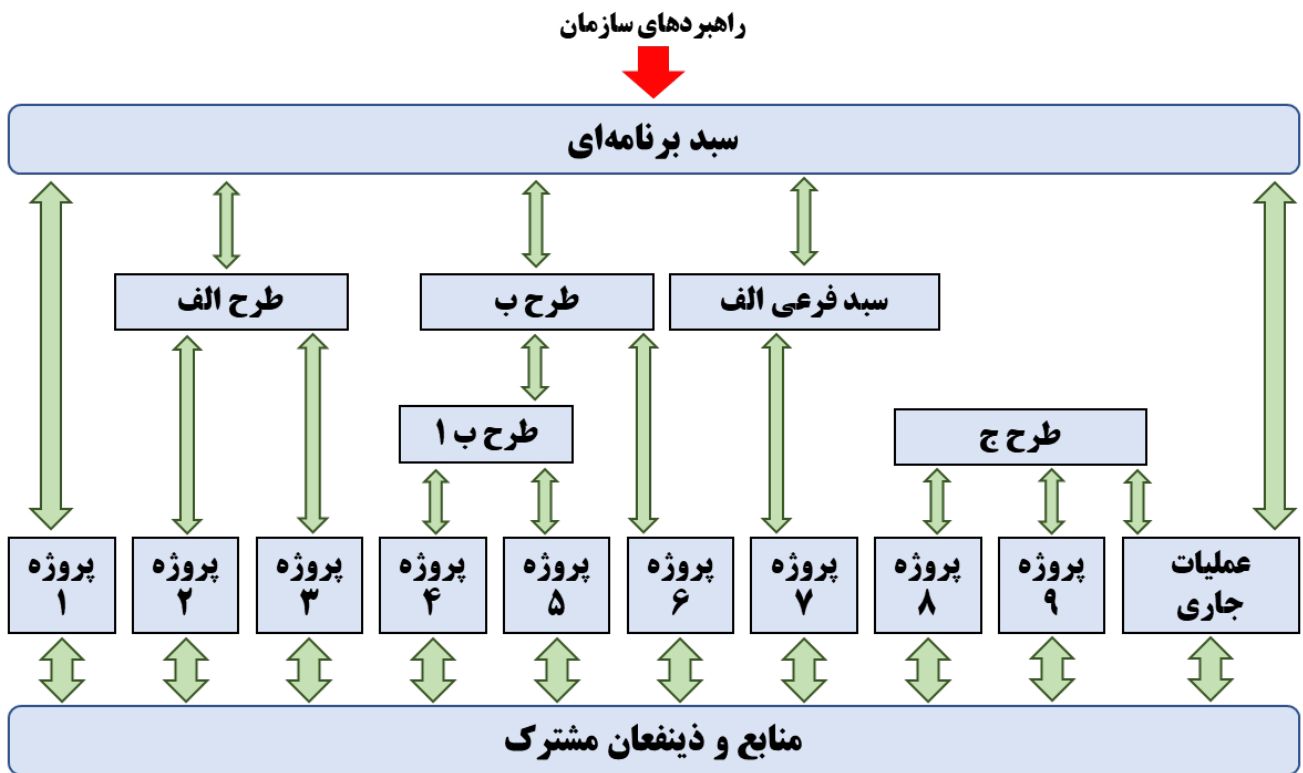 راهبردهای سازمان
سبد برنامه‌ای
طرح الف
طرح ب
سبد فرعی الف
طرح ب ۱
طرح ج
پروژه
۱
پروژه
۲
پروژه
۳
پروژه
۴
پروژه
۵
پروژه
۶
پروژه
۷
پروژه
۸
پروژه
۹
عملیات
جاری
منابع و ذینفعان مشترک